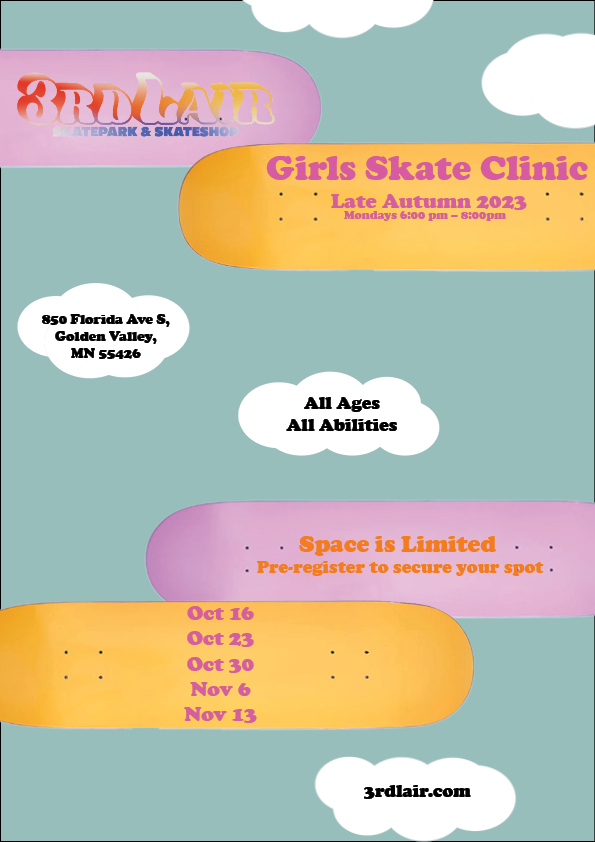 3RD LAIR
SKATEPARK & SKATESHOP
Girls Skate Clinic
Late Autumn 2023
Mondays 6:00 pm – 8:00pm
850 Florida Ave S,
Golden Valley,
MN 55426
All Ages
All Abilities
Space is Limited
Pre-register to secure your spot
Oct 16
Oct 23
Oct 30
Nov 6
Nov 13
3rdlair.com